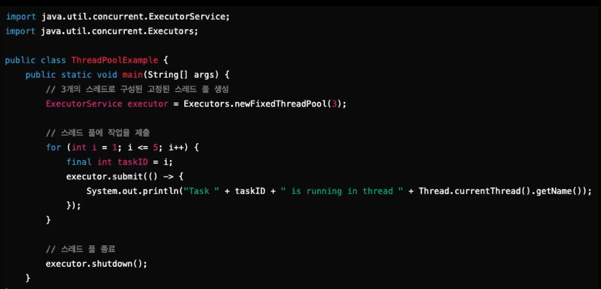 import java.util.concurrent.ExecutorService;
import java.util.concurrent.Executors;

public class ThreadPoolExample {
    public static void main(String[] args) {
        // 3개의 스레드로 구성된 고정된 스레드 풀 생성
        ExecutorService executor = Executors.newFixedThreadPool(3);

        // 스레드 풀에 작업을 제출
        for (int i = 1; i <= 5; i++) {
            final int taskID = i;
            executor.submit(() -> {
                System.out.println("Task " + taskID + " is running in thread " + Thread.currentThread().getName());
            });
        }

        // 스레드 풀 종료
        executor.shutdown();
    }